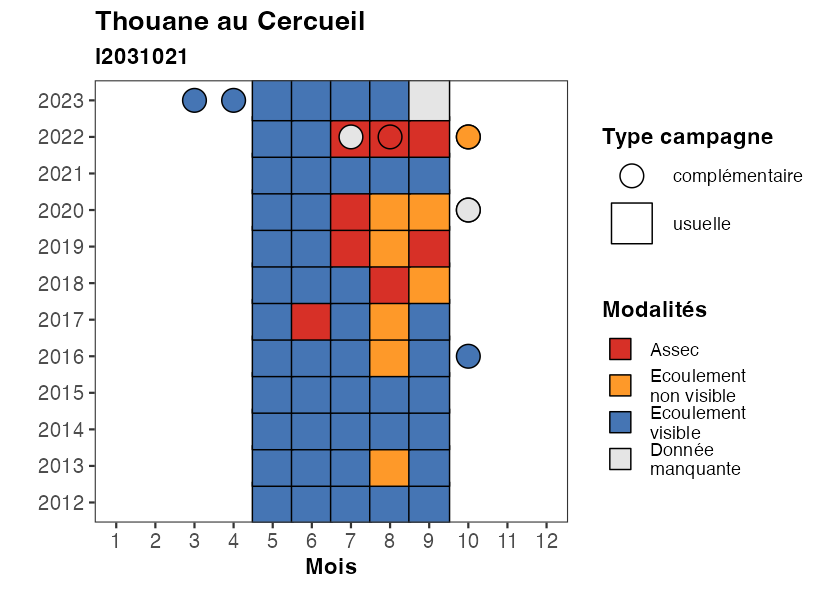 Thouane au Cercueil
I2031021
2023
2022
2021
2020
2019
2018
2017
2016
2015
2014
2013
2012
1 2 3 4 5 6 7 8 9 10 11 12
Mois
Type campagne
complémentaire
usuelle
Modalités
Assec
Ecoulement
non visible
Ecoulement
visible
Donnée
manquante